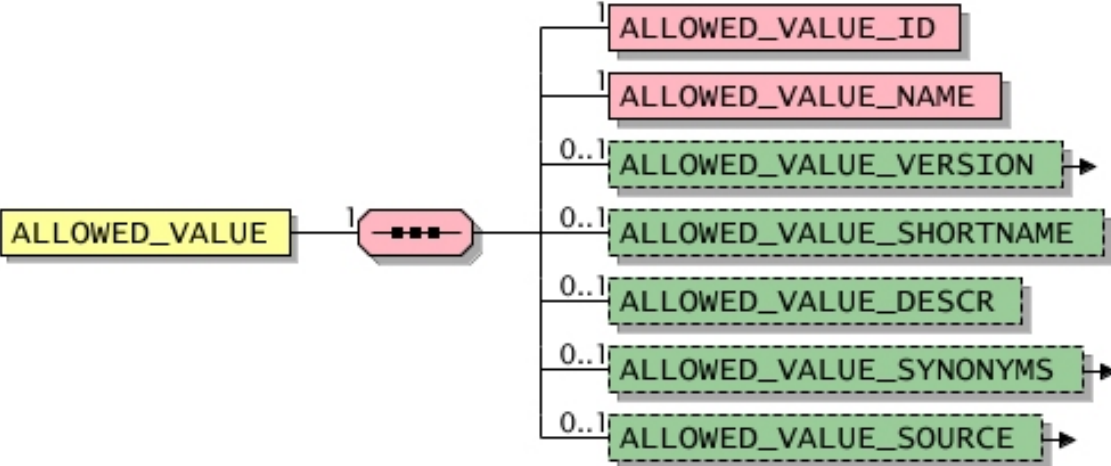 1 ALLOWED_VALUE_ID
1 ALLOWED_VALUE_NAME
0..1 ALLOWED_VALUE_VERSION
ALLOWED_VALUE 1 0..1 ALLOWED_VALUE_SHORTNAME
0..1 ALLOWED_VALUE_DESCR
0..1 ALLOWED_VALUE_SYNONYMS
0..1 ALLOWED_VALUE_SOURCE